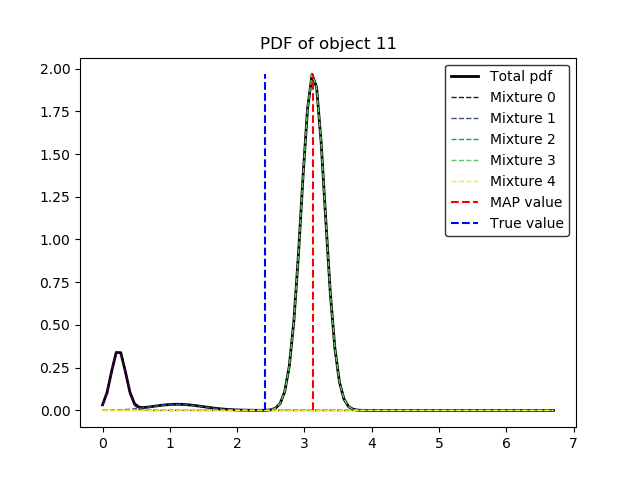 PDF of object 11
2.00
1.75
1.50
1.25
1.00
0.75
0.50
0.25
0.00
Total pdf
Mixture 0
Mixture 1
Mixture 2
Mixture 3
Mixture 4
MAP value
True value
0 1 2 3 4 5 6 7